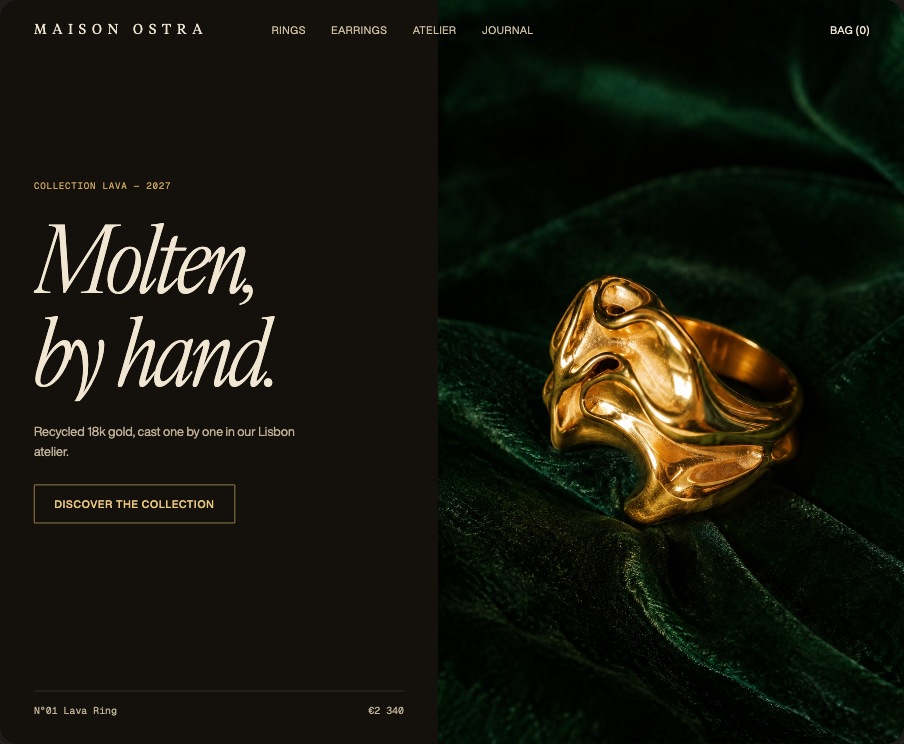 MAISON OSTRA
RINGS EARRINGS ATELIER JOURNAL
BAG (0)
COLLECTION LAVA — 2027
Molten,
by hand.
Recycled 18k gold, cast one by one in our Lisbon
atelier.
DISCOVER THE COLLECTION
N°01 Lava Ring
€2 340